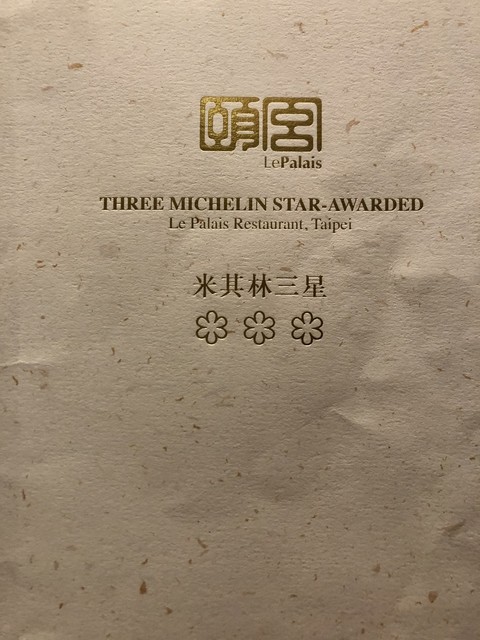 頤宮
LePalais
THREE MICHELIN STAR-AWARDED
Le Palais Restaurant, Taipei
米其林三星